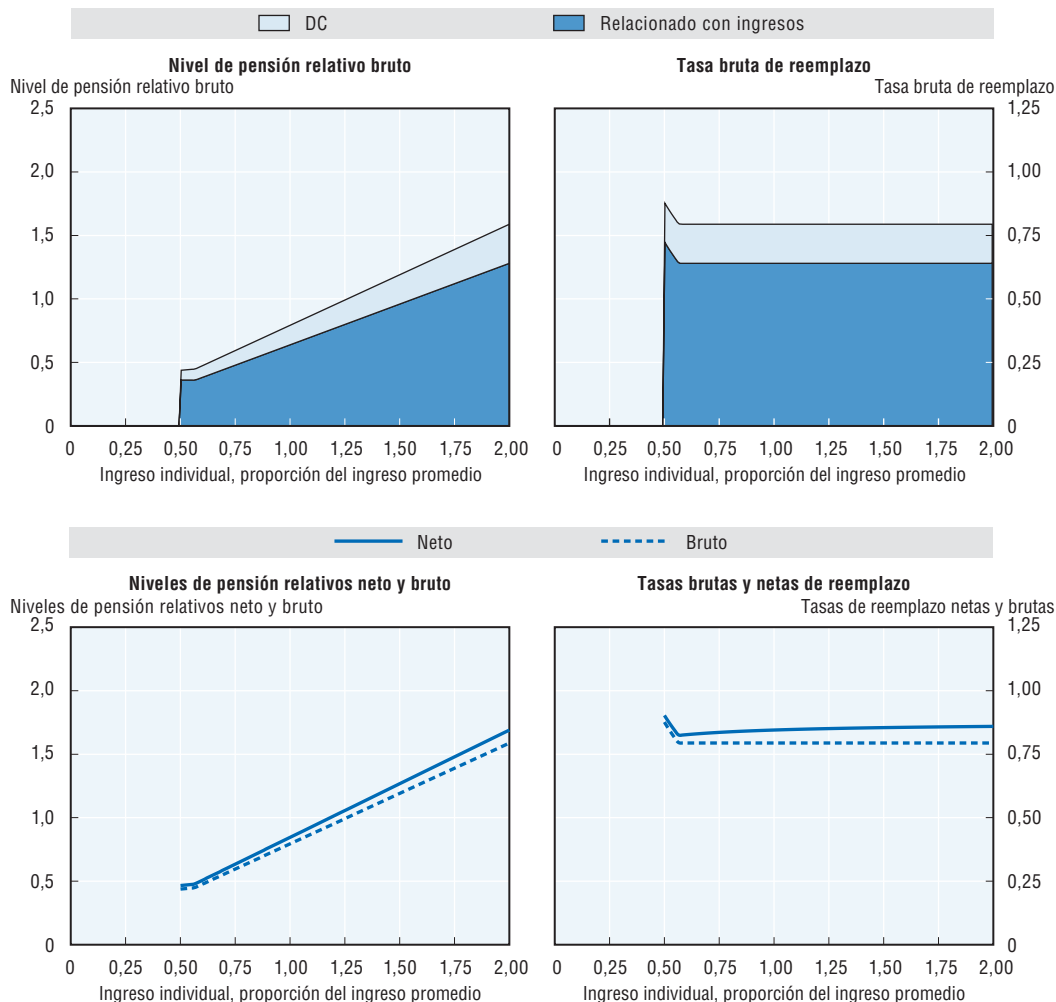 DC
Relacionado con ingresos
Nivel de pensión relativo bruto
Nivel de pensión relativo bruto
2,5
2,0
1,5
1,0
0,5
0
0 0,25 0,50 0,75 1,00 1,25 1,50 1,75 2,00
Ingreso individual, proporción del ingreso promedio
Tasa bruta de reemplazo
Tasa bruta de reemplazo
1,25
1,00
0,75
0,50
0,25
0
0 0,25 0,50 0,75 1,00 1,25 1,50 1,75 2,00
Ingreso individual, proporción del ingreso promedio
Neto
Bruto
Niveles de pensión relativos neto y bruto
Niveles de pensión relativos neto y bruto
2,5
2,0
1,5
1,0
0,5
0
0 0,25 0,50 0,75 1,00 1,25 1,50 1,75 2,00
Ingreso individual, proporción del ingreso promedio
Tasas brutas y netas de reemplazo
Tasas de reemplazo netas y brutas
1,25
1,00
0,75
0,50
0,25
0
0 0,25 0,50 0,75 1,00 1,25 1,50 1,75 2,00
Ingreso individual, proporción del ingreso promedio